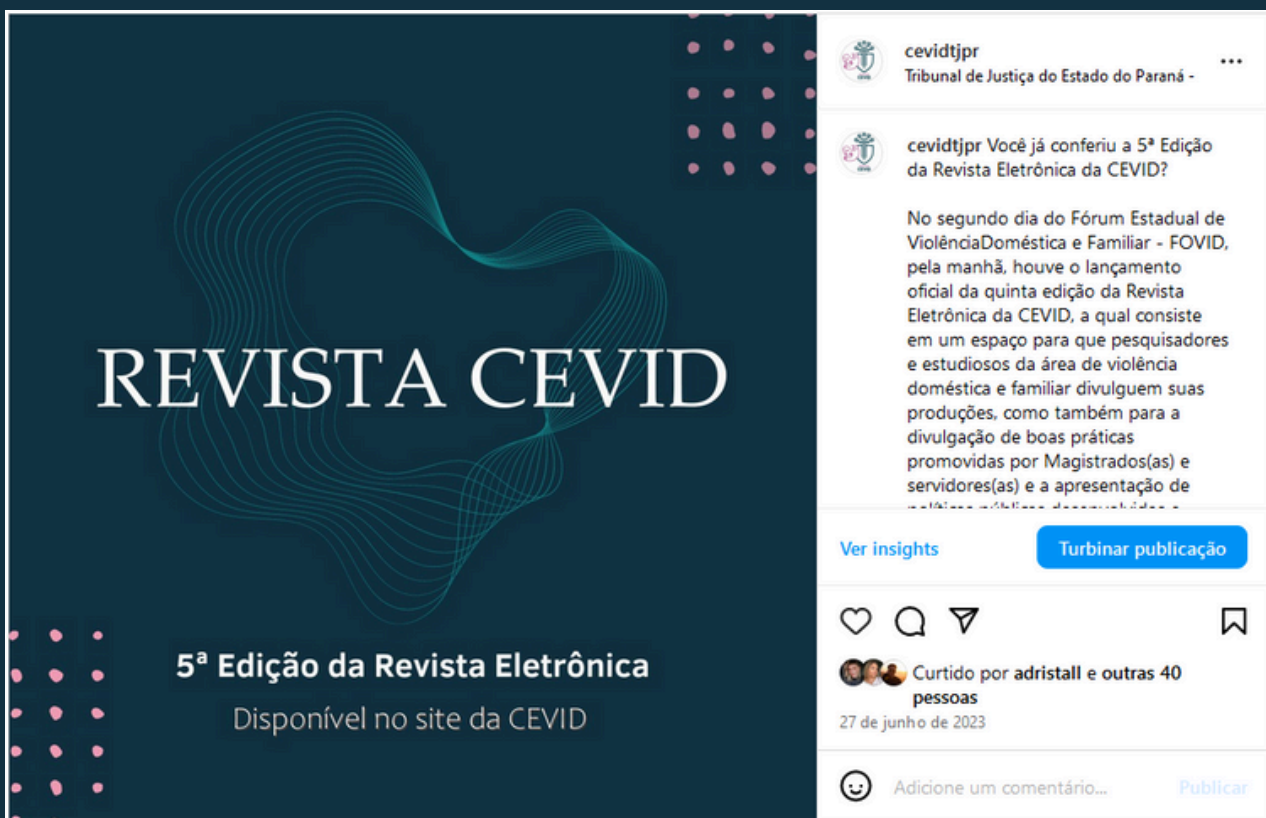 REVISTA CEVID
5ª Edição da Revista Eletrônica
Disponível no site da CEVID
cevidtjpr
Tribunal de Justiça do Estado do Paraná -
cevidtjpr Você já conferiu a 5ª Edição
da Revista Eletrônica da CEVID?
No segundo dia do Fórum Estadual de
ViolênciaDoméstica e Familiar - FOVID,
pela manhã, houve o lançamento
oficial da quinta edição da Revista
Eletrônica da CEVID, a qual consiste
em um espaço para que pesquisadores
e estudiosos da área de violência
doméstica e familiar divulguem suas
produções, como também para a
divulgação de boas práticas
promovidas por Magistrados(as) e
servidores(as) e a apresentação de
Ver insights
Turbinar publicação
Curtido por adristall e outras 40
pessoas
27 de junho de 2023
Adicione um comentário...
Publicar